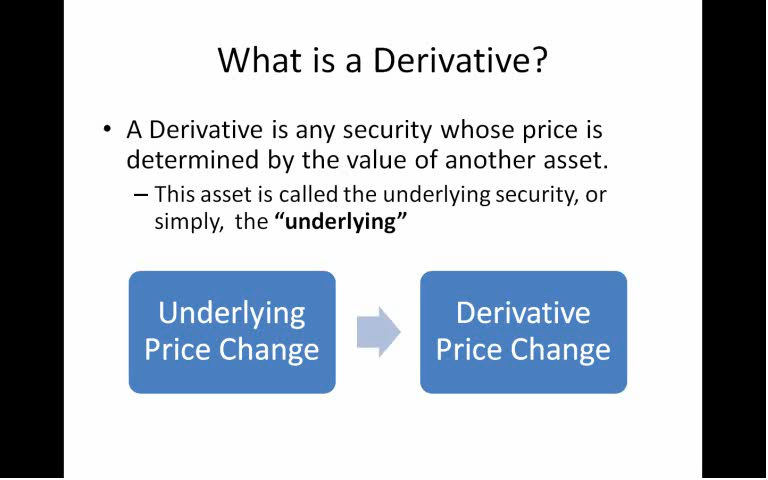 What is a Derivative?
• A Derivative is any security whose price is
determined by the value of another asset.
– This asset is called the underlying security, or
simply, the “underlying”
Underlying
Price Change
Derivative
Price Change